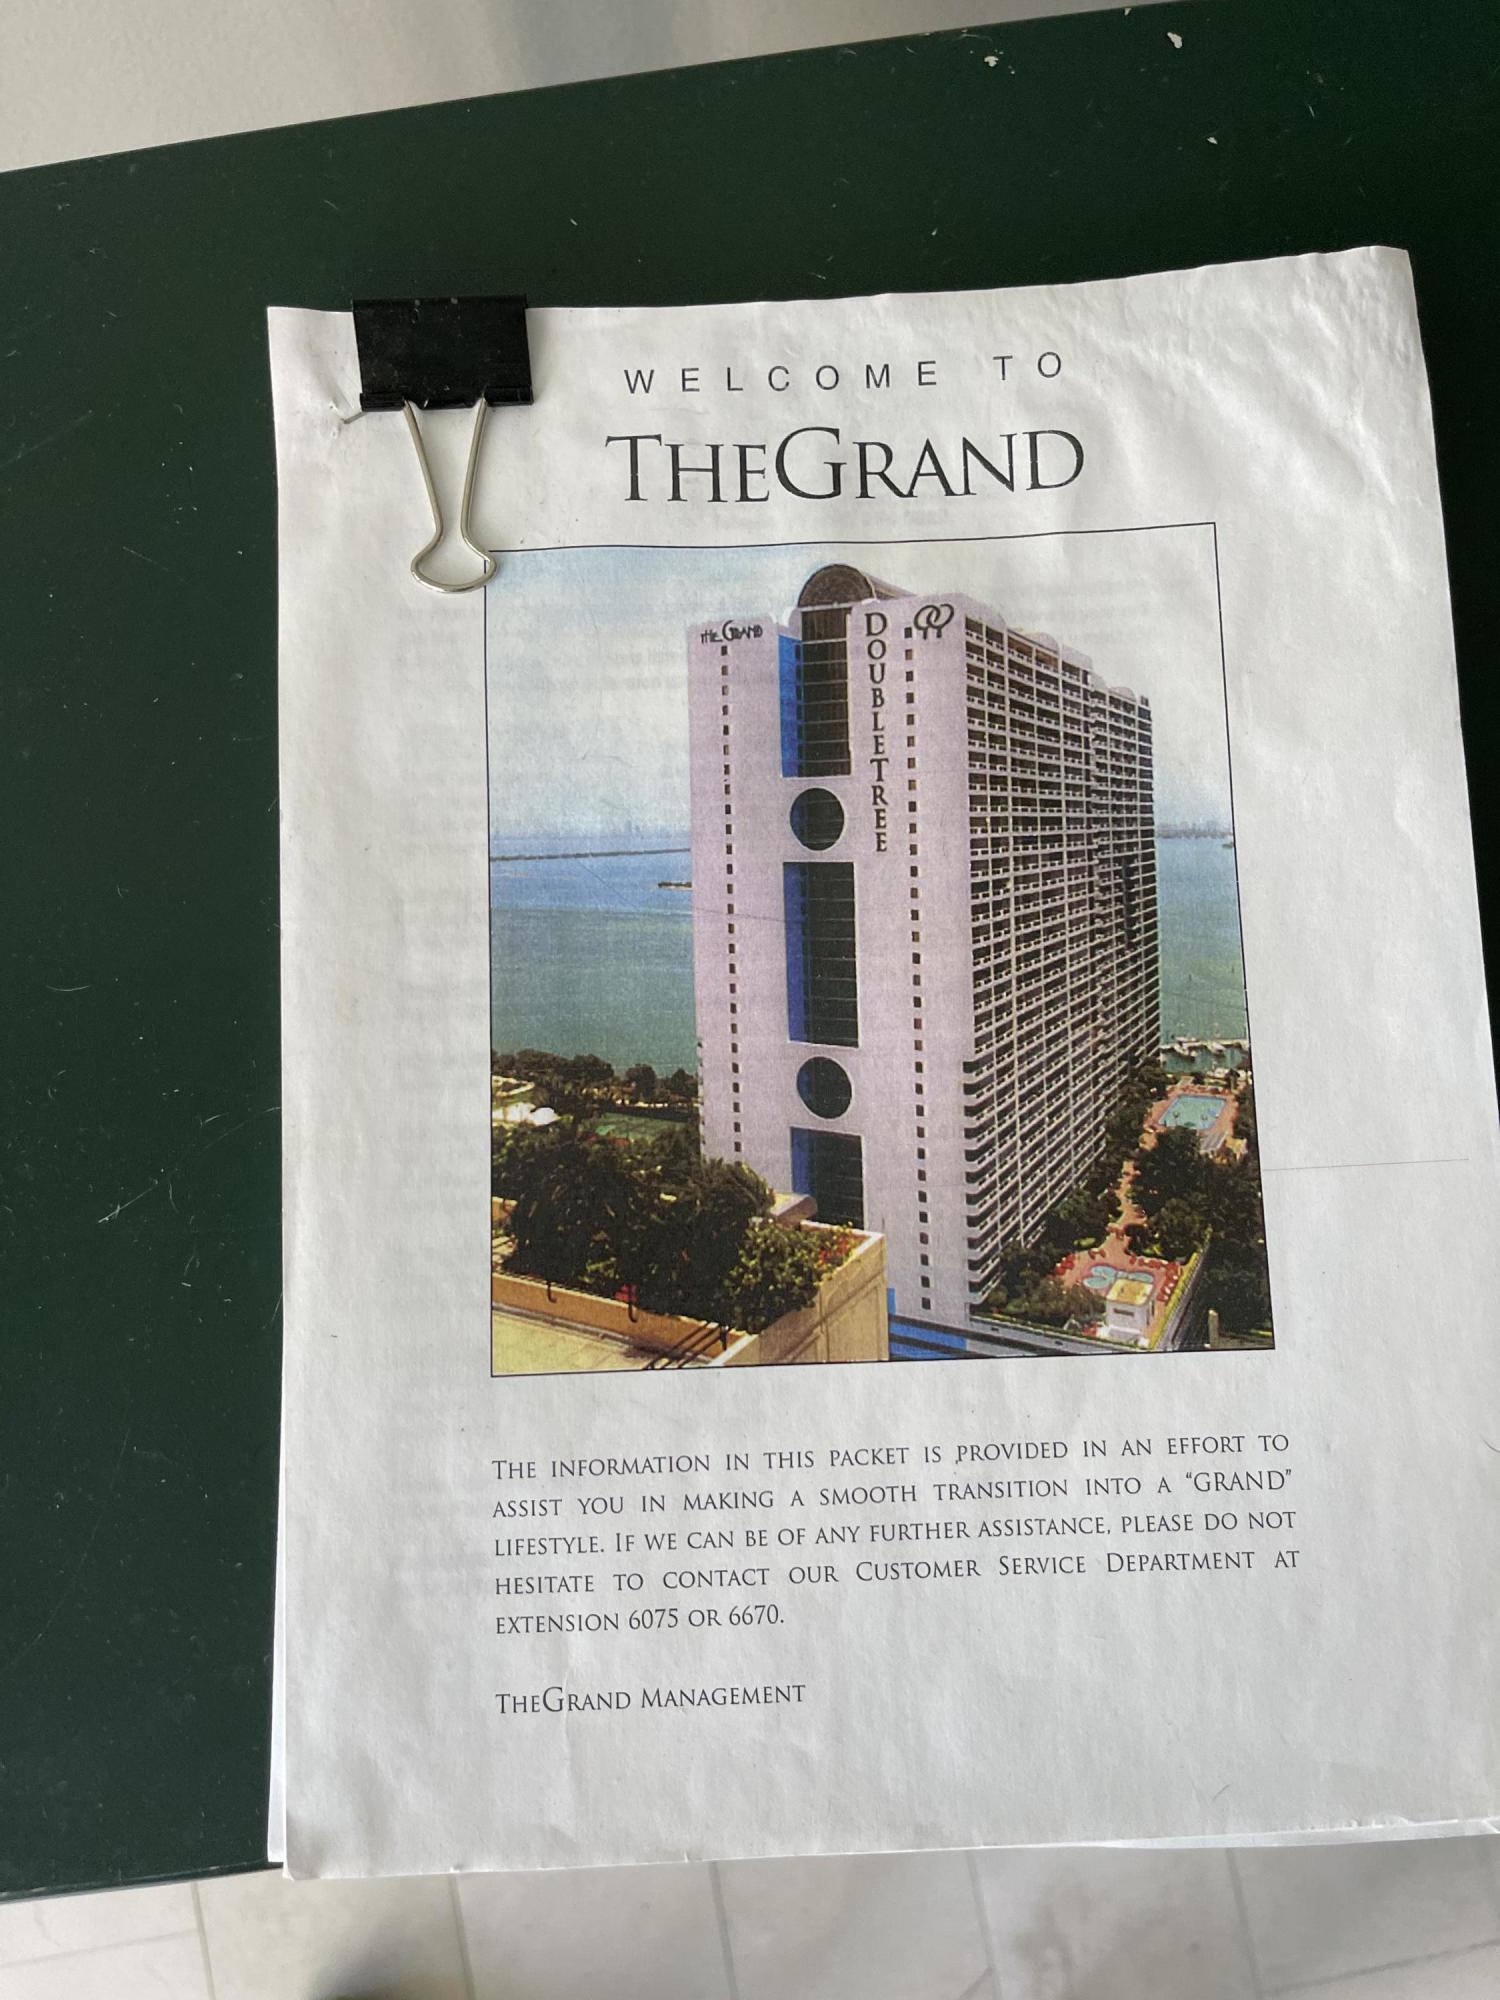 WELCOME TO
THEGRAND
THE GRAND
DOUBLETREE
THE INFORMATION IN THIS PACKET IS PROVIDED IN AN EFFORT TO
ASSIST YOU IN MAKING A SMOOTH TRANSITION INTO A “GRAND”
LIFESTYLE. IF WE CAN BE OF ANY FURTHER ASSISTANCE, PLEASE DO NOT
HESITATE TO CONTACT OUR CUSTOMER SERVICE DEPARTMENT AT
EXTENSION 6075 OR 6670.
THEGRAND MANAGEMENT